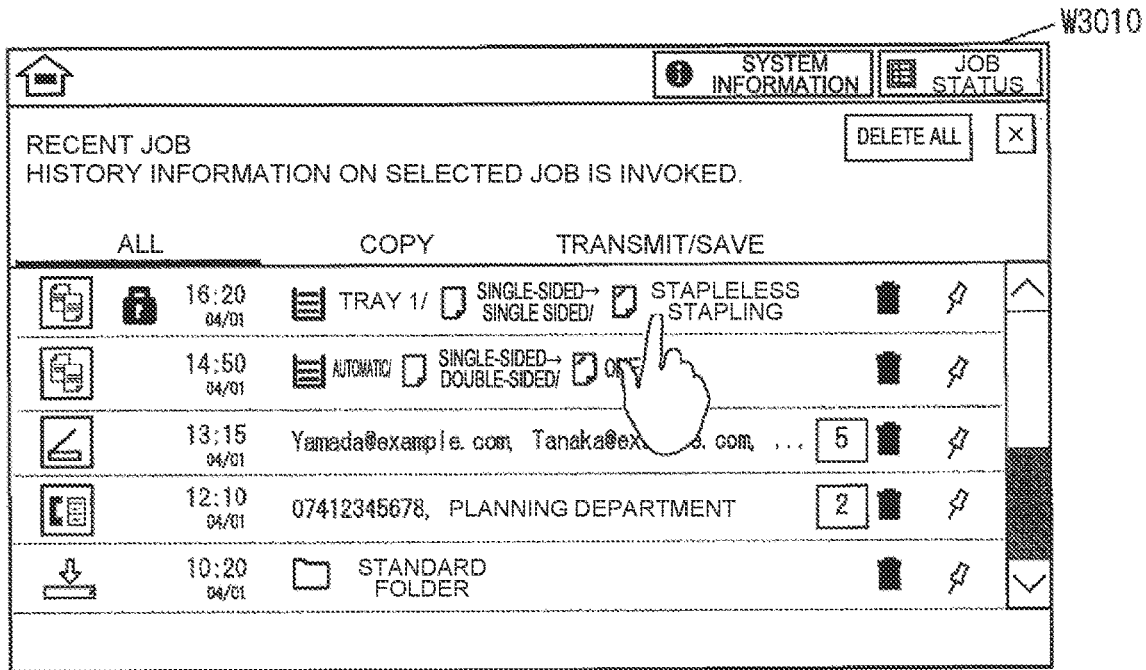 W3010
SYSTEM
INFORMATION
JOB
STATUS
RECENT JOB
DELETE ALL
HISTORY INFORMATION ON SELECTED JOB IS INVOKED.
ALL COPY TRANSMIT/SAVE
16:20
04/01
TRAY 1/
SINGLE-SIDED→
SINGLE SIDED/
STAPLELESS
STAPLING
14:50
04/01
AUTOMATIC/
SINGLE-SIDED→
DOUBLE-SIDED/
13:15
04/01
Yamada@example.com, .com, ... 5
12:10
04/01
07412345678, PLANNING DEPARTMENT 2
10:20
04/01
STANDARD
FOLDER